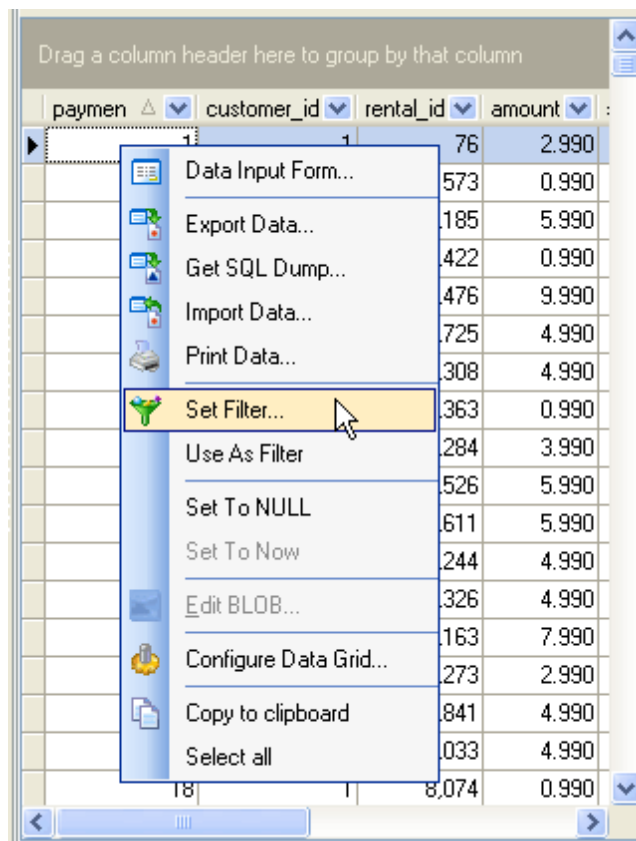 Drag a column header here to group by that column
paymen customer_id rental_id amount
1 1 76 2.990
Data Input Form...
573 0.990
Export Data...
185 5.990
Get SQL Dump...
422 0.990
Import Data...
476 9.990
725 4.990
Print Data...
308 4.990
Set Filter...
363 0.990
Use As Filter
284 3.990
526 5.990
Set To NULL
611 5.990
Set To Now
244 4.990
Edit BLOB...
326 4.990
163 7.990
Configure Data Grid...
273 2.990
Copy to clipboard
841 4.990
Select all
033 4.990
18 1 8,074 0.990